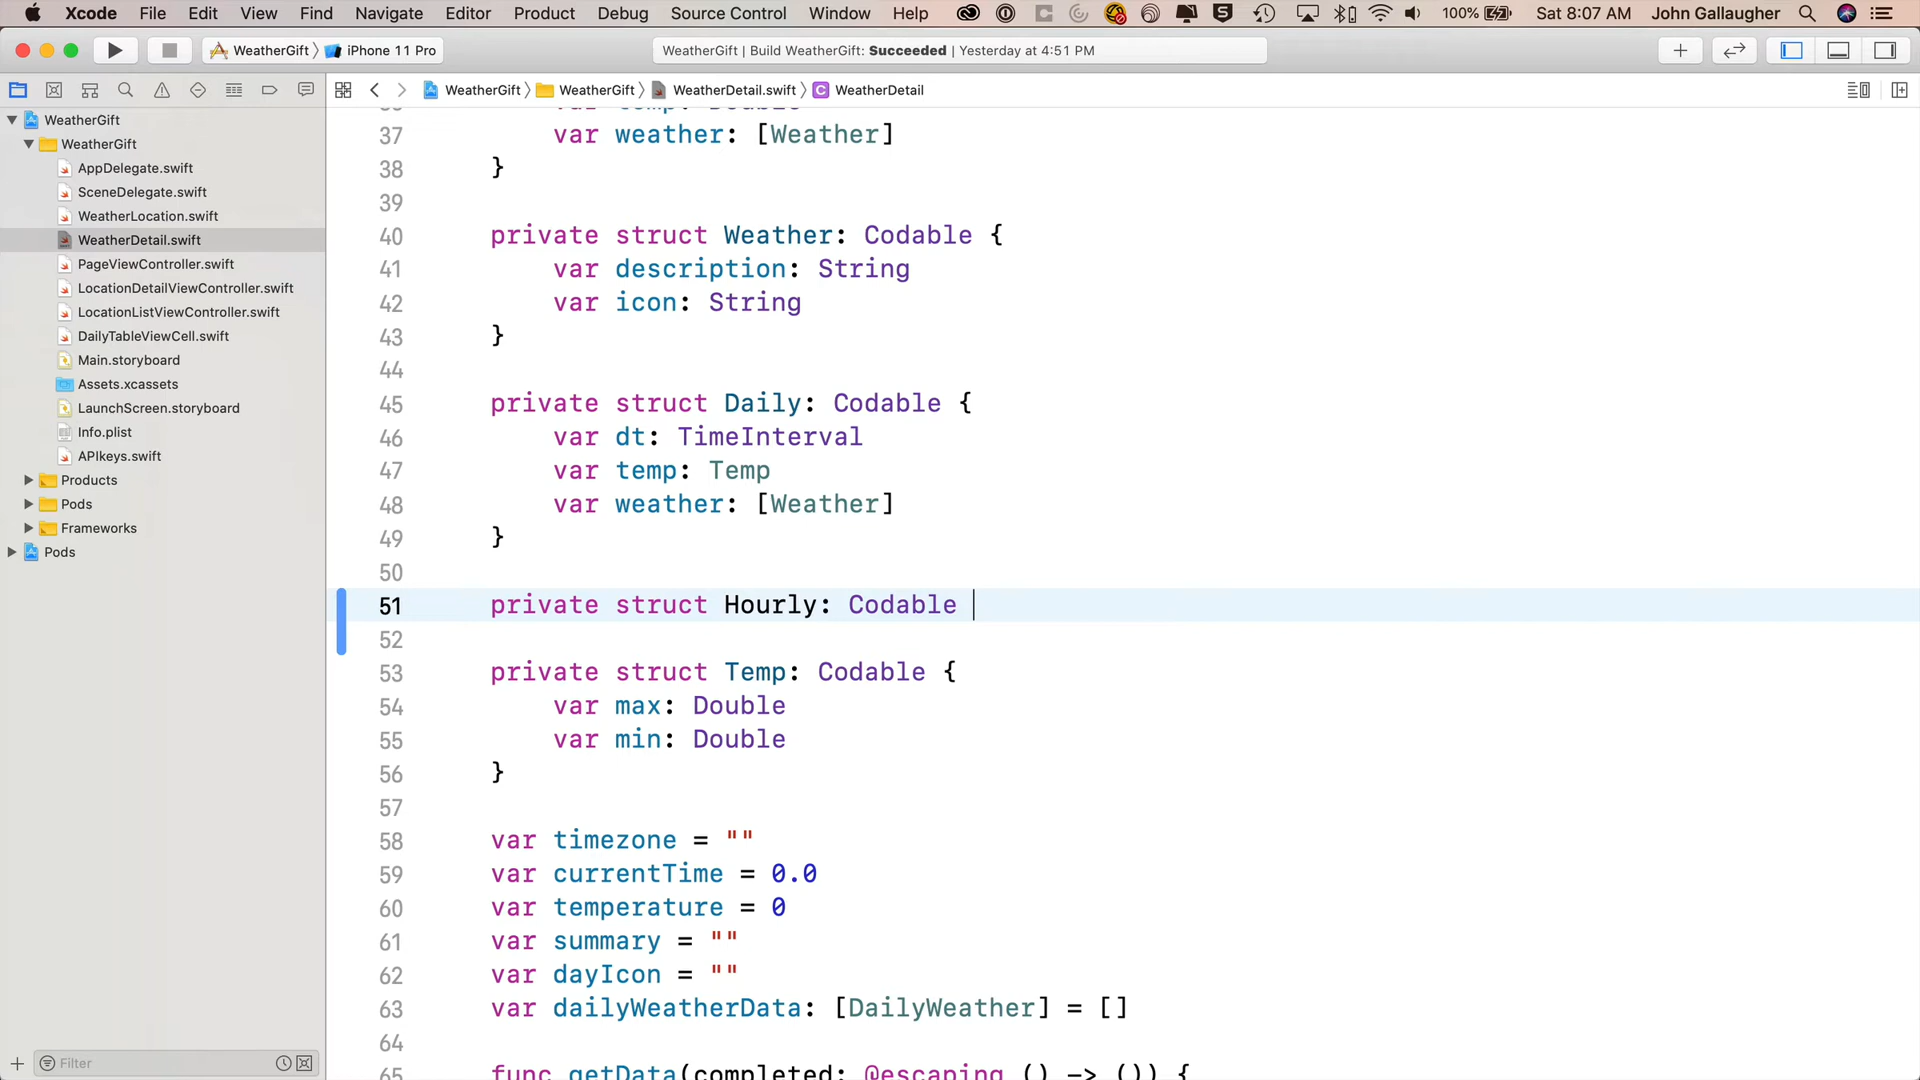 Xcode File Edit View Find Navigate Editor Product Debug Source Control Window Help 100% Sat 8:07 AM John Gallaugher
WeatherGift iPhone 11 Pro WeatherGift | Build WeatherGift: Succeeded | Yesterday at 4:51 PM
WeatherGift WeatherGift WeatherDetail.swift C WeatherDetail
WeatherGift
WeatherGift
AppDelegate.swift
SceneDelegate.swift
WeatherLocation.swift
WeatherDetail.swift
PageViewController.swift
LocationDetailViewController.swift
LocationListViewController.swift
DailyTableViewCell.swift
Main.storyboard
Assets.xcassets
LaunchScreen.storyboard
Info.plist
APIkeys.swift
Products
Pods
Frameworks
Pods
Filter
37 var weather: [Weather]
38 }
39
40 private struct Weather: Codable {
41 var description: String
42 var icon: String
43 }
44
45 private struct Daily: Codable {
46 var dt: TimeInterval
47 var temp: Temp
48 var weather: [Weather]
49 }
50
51 private struct Hourly: Codable
52
53 private struct Temp: Codable {
54 var max: Double
55 var min: Double
56 }
57
58 var timezone = ""
59 var currentTime = 0.0
60 var temperature = 0
61 var summary = ""
62 var dayIcon = ""
63 var dailyWeatherData: [DailyWeather] = []
64
65 func getData(completed: @escaping () -> ()) {